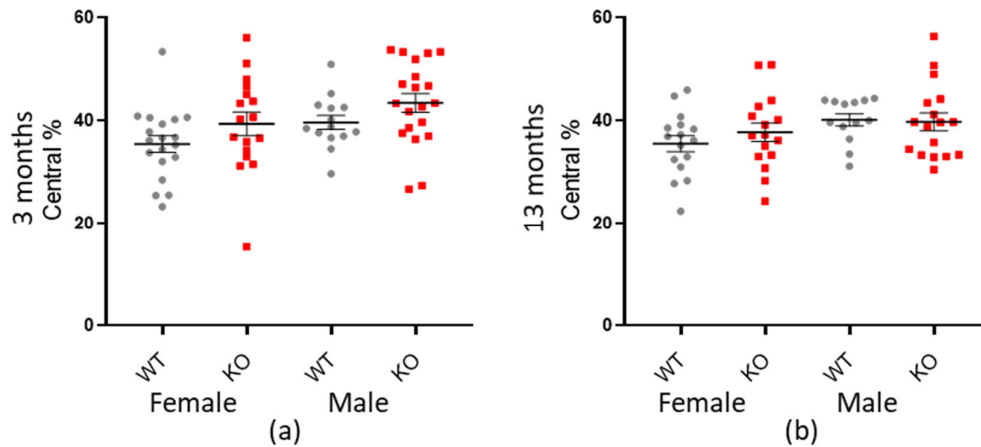 3 months
Central %
60
40
20
0
WT
KO
WT
KO
Female
Male
(a)
13 months
Central %
60
40
20
0
WT
KO
WT
KO
Female
Male
(b)